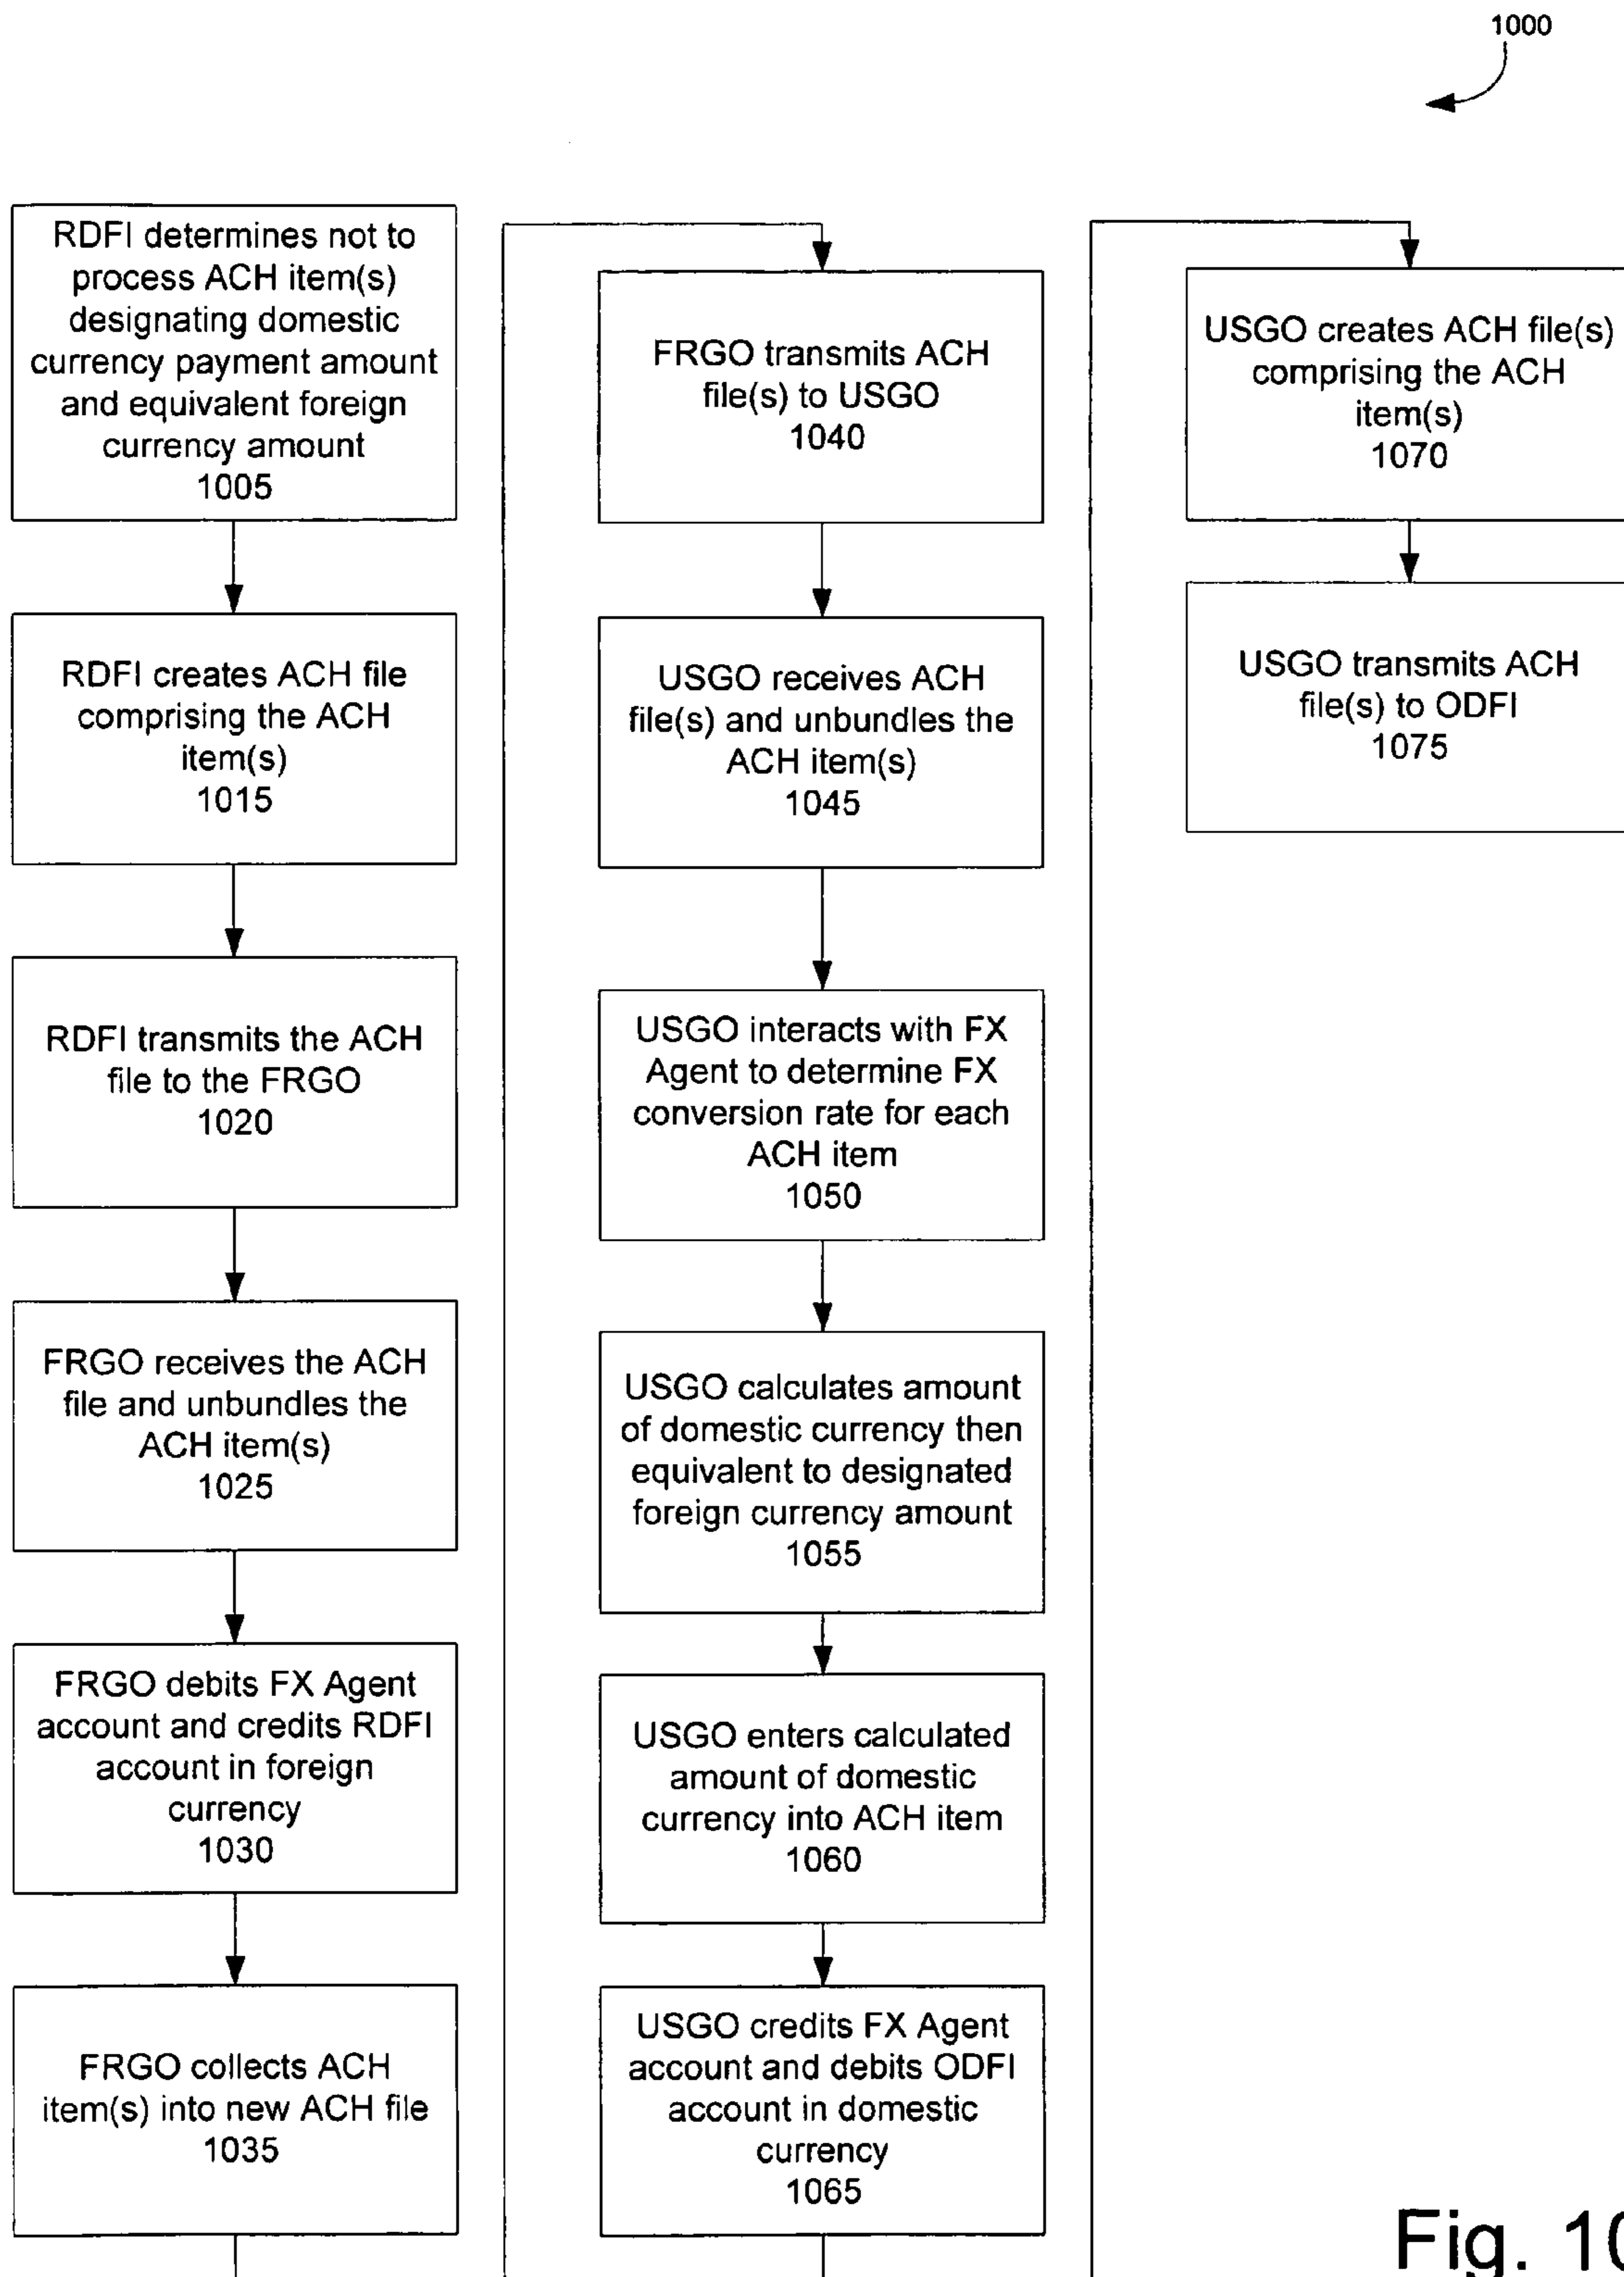 1000
RDFI determines not to
process ACH item(s)
designating domestic
currency payment amount
and equivalent foreign
currency amount
1005
RDFI creates ACH file
comprising the ACH
item(s)
1015
RDFI transmits the ACH
file to the FRGO
1020
FRGO receives the ACH
file and unbundles the
ACH item(s)
1025
FRGO debits FX Agent
account and credits RDFI
account in foreign
currency
1030
FRGO collects ACH
item(s) into new ACH file
1035
FRGO transmits ACH
file(s) to USGO
1040
USGO receives ACH
file(s) and unbundles the
ACH item(s)
1045
USGO interacts with FX
Agent to determine FX
conversion rate for each
ACH item
1050
USGO calculates amount
of domestic currency then
equivalent to designated
foreign currency amount
1055
USGO enters calculated
amount of domestic
currency into ACH item
1060
USGO credits FX Agent
account and debits ODFI
account in domestic
currency
1065
USGO creates ACH file(s)
comprising the ACH
item(s)
1070
USGO transmits ACH
file(s) to ODFI
1075
Fig. 10